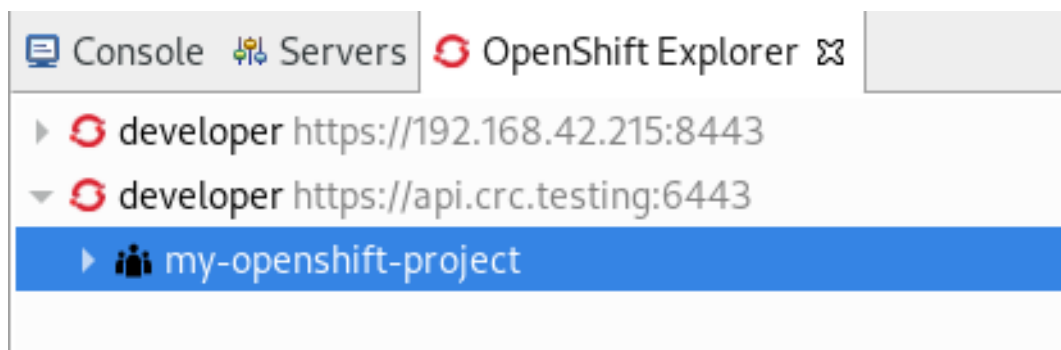 Console Servers OpenShift Explorer
developer https://192.168.42.215:8443
developer https://api.crc.testing:6443
my-openshift-project